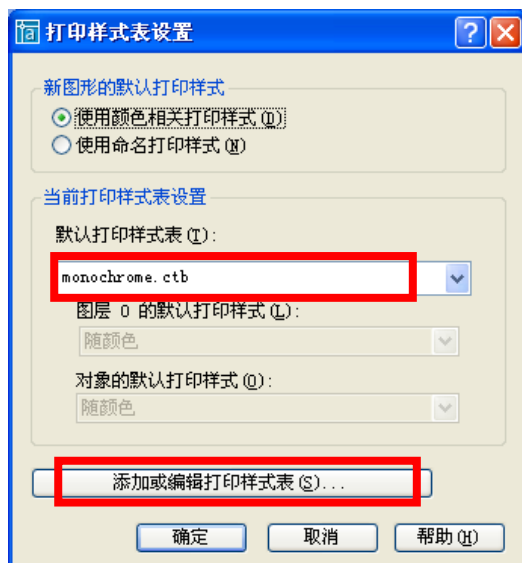 打印样式表设置
新图形的默认打印样式
使用颜色相关打印样式(D)
使用命名打印样式(N)
当前打印样式表设置
默认打印样式表(T):
monochrome.ctb
图层 0 的默认打印样式(L):
随颜色
对象的默认打印样式(O):
随颜色
添加或编辑打印样式表(S)...
确定 取消 帮助(H)